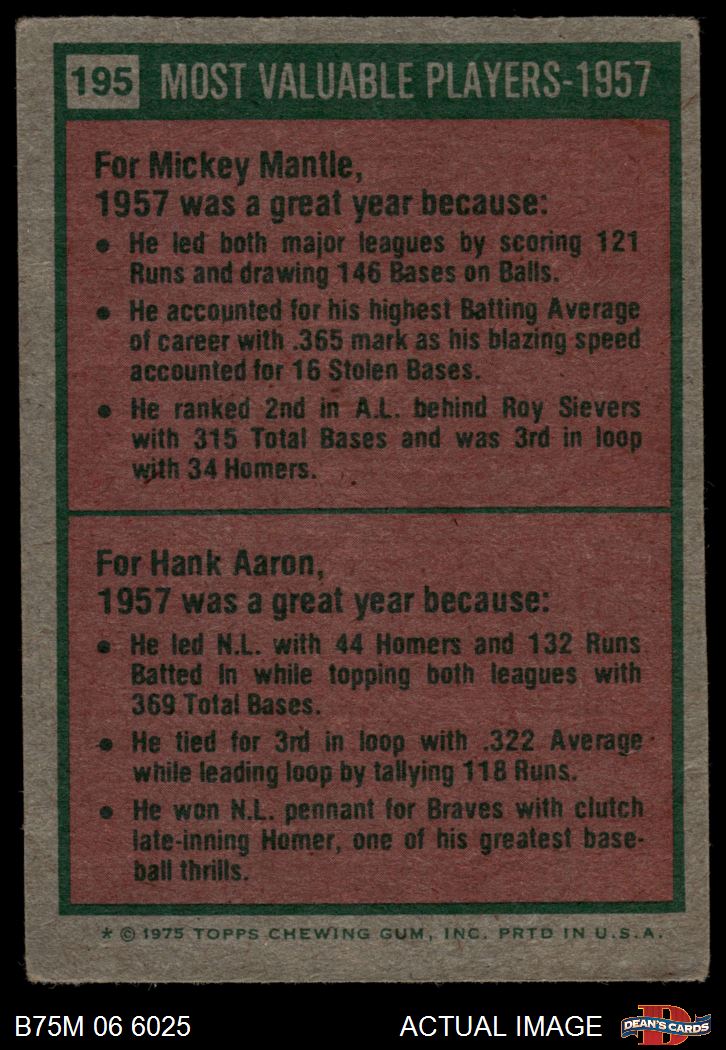 195 MOST VALUABLE PLAYERS-1957
For Mickey Mantle,
1957 was a great year because:
• He led both major leagues by scoring 121
Runs and drawing 146 Bases on Balls.
• He accounted for his highest Batting Average
of career with .365 mark as his blazing speed
accounted for 16 Stolen Bases.
• He ranked 2nd in A.L. behind Roy Sievers
with 315 Total Bases and was 3rd in loop
with 34 Homers.
For Hank Aaron,
1957 was a great year because:
• He led N.L. with 44 Homers and 132 Runs
Batted In while topping both leagues with
369 Total Bases.
• He tied for 3rd in loop with .322 Average
while leading loop by tallying 118 Runs.
• He won N.L. pennant for Braves with clutch
late-inning Homer, one of his greatest base-
ball thrills.
* © 1975 TOPPS CHEWING GUM, INC. PRTD IN U.S.A.
B75M 06 6025 ACTUAL IMAGE DEAN'S CARDS